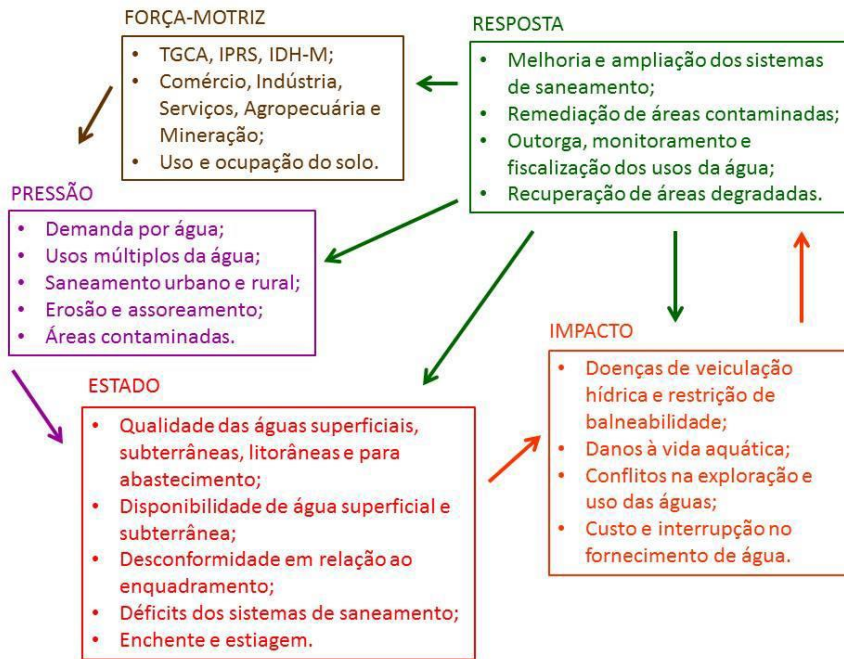 FORÇA-MOTRIZ
• TGCA, IPRS, IDH-M;
• Comércio, Indústria,
Serviços, Agropecuária e
Mineração;
• Uso e ocupação do solo.
RESPOSTA
• Melhoria e ampliação dos sistemas
de saneamento;
• Remediação de áreas contaminadas;
• Outorga, monitoramento e
fiscalização dos usos da água;
• Recuperação de áreas degradadas.
PRESSÃO
• Demanda por água;
• Usos múltiplos da água;
• Saneamento urbano e rural;
• Erosão e assoreamento;
• Áreas contaminadas.
ESTADO
• Qualidade das águas superficiais,
subterrâneas, litorâneas e para
abastecimento;
• Disponibilidade de água superficial e
subterrânea;
• Desconformidade em relação ao
enquadramento;
• Déficits dos sistemas de saneamento;
• Enchente e estiagem.
IMPACTO
• Doenças de veiculação
hídrica e restrição de
balneabilidade;
• Danos à vida aquática;
• Conflitos na exploração e
uso das águas;
• Custo e interrupção no
fornecimento de água.